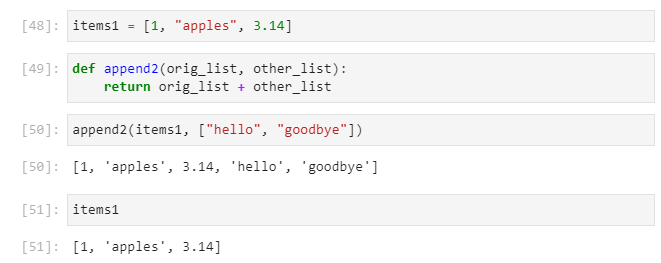 [48]: items1 = [1, "apples", 3.14]
[49]: def append2(orig_list, other_list):
    return orig_list + other_list
[50]: append2(items1, ["hello", "goodbye"])
[50]: [1, 'apples', 3.14, 'hello', 'goodbye']
[51]: items1
[51]: [1, 'apples', 3.14]